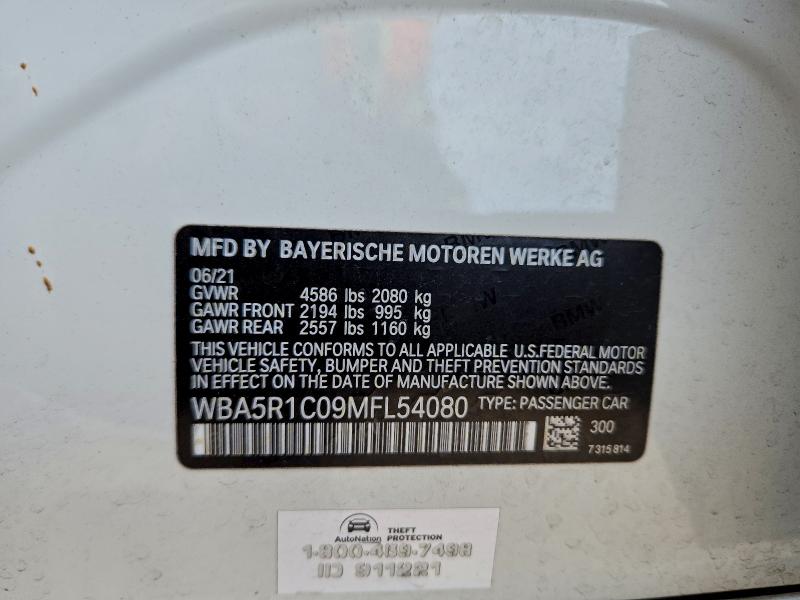 MFD BY BAYERISCHE MOTOREN WERKE AG
06/21
GVWR 4586 lbs 2080 kg
GAWR FRONT 2194 lbs 995 kg
GAWR REAR 2557 lbs 1160 kg
THIS VEHICLE CONFORMS TO ALL APPLICABLE U.S.FEDERAL MOTOR
VEHICLE SAFETY, BUMPER AND THEFT PREVENTION STANDARDS
IN EFFECT ON THE DATE OF MANUFACTURE SHOWN ABOVE.
WBA5R1C09MFL54080 TYPE: PASSENGER CAR
300
7315814
AutoNation THEFT PROTECTION
1-800-469-7498
ID 911221